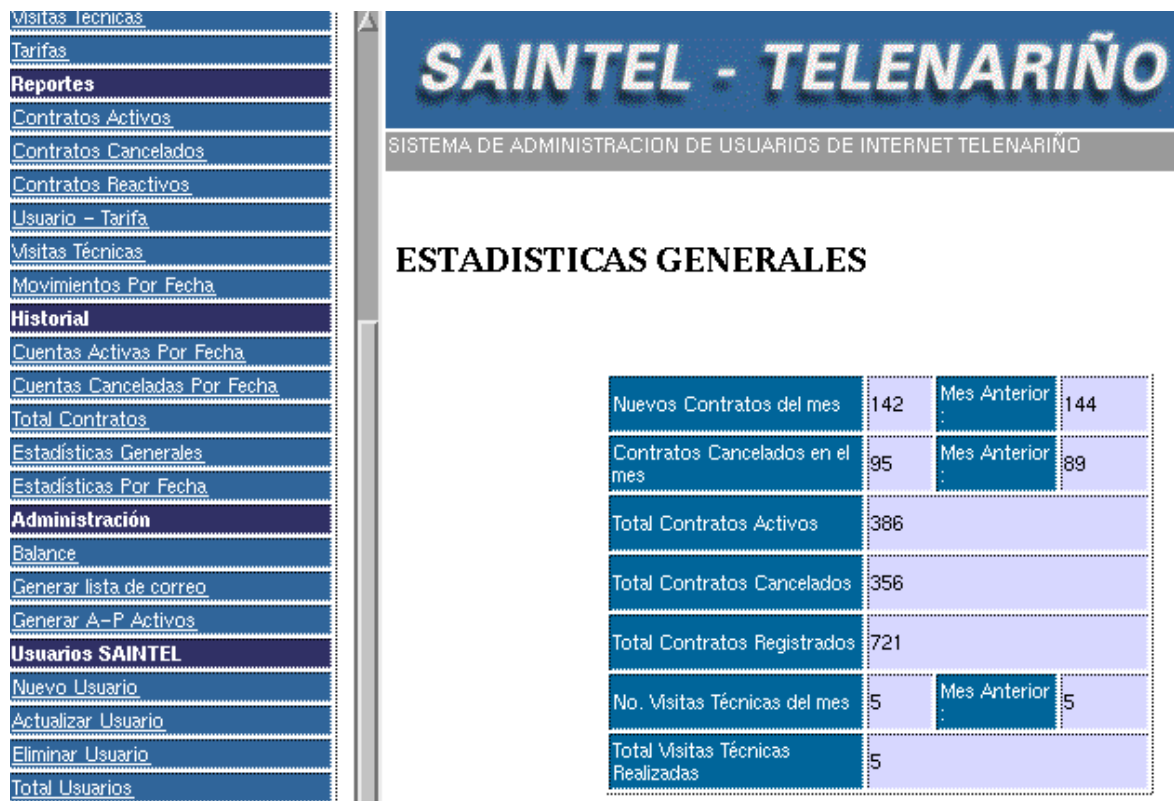 Visitas Técnicas
Tarifas
Reportes
Contratos Activos
Contratos Cancelados
Contratos Reactivos
Usuario - Tarifa
Visitas Técnicas
Movimientos Por Fecha
Historial
Cuentas Activas Por Fecha
Cuentas Canceladas Por Fecha
Total Contratos
Estadísticas Generales
Estadísticas Por Fecha
Administración
Balance
Generar lista de correo
Generar A-P Activos
Usuarios SAINTEL
Nuevo Usuario
Actualizar Usuario
Eliminar Usuario
Total Usuarios
SAINTEL - TELENARIÑO
SISTEMA DE ADMINISTRACION DE USUARIOS DE INTERNET TELENARIÑO
ESTADISTICAS GENERALES
Nuevos Contratos del mes 142 Mes Anterior : 144
Contratos Cancelados en el mes 95 Mes Anterior : 89
Total Contratos Activos 386
Total Contratos Cancelados 356
Total Contratos Registrados 721
No. Visitas Técnicas del mes 5 Mes Anterior : 5
Total Visitas Técnicas Realizadas 5